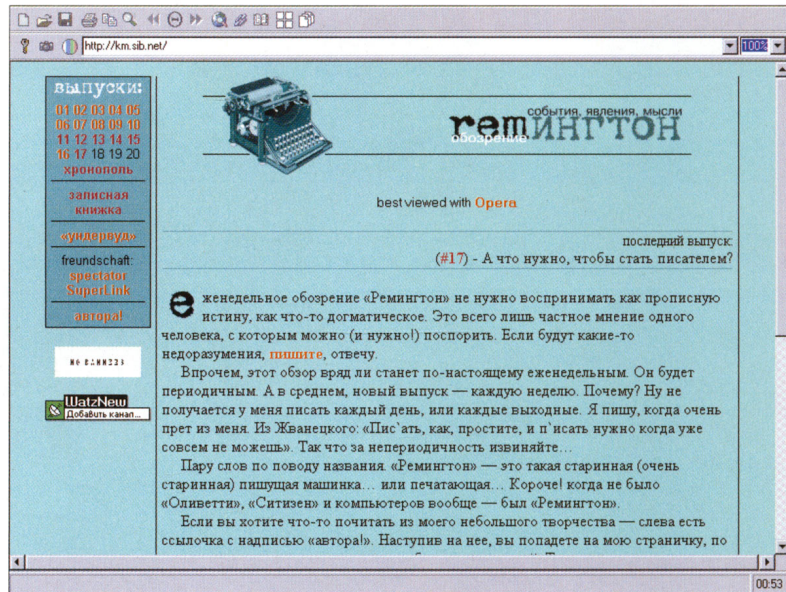 http://km.sib.net/
100%
выпуски:
01 02 03 04 05
06 07 08 09 10
11 12 13 14 15
16 17 18 19 20
хронополь
записная
книжка
«ундервуд»
freundschaft:
spectator
SuperLink
автора!
NO BANNERS
WatzNew
Добавить канал...
события, явления, мысли
remингтон
обозрение
best viewed with Opera
последний выпуск:
(#17) - А что нужно, чтобы стать писателем?
еженедельное обозрение «Ремингтон» не нужно воспринимать как прописную
истину, как что-то догматическое. Это всего лишь частное мнение одного
человека, с которым можно (и нужно!) поспорить. Если будут какие-то
недоразумения, пишите, отвечу.
Впрочем, этот обзор вряд ли станет по-настоящему еженедельным. Он будет
периодичным. А в среднем, новый выпуск — каждую неделю. Почему? Ну не
получается у меня писать каждый день, или каждые выходные. Я пишу, когда очень
прет из меня. Из Жванецкого: «Пис`ать, как, простите, и п`исать нужно когда уже
совсем не можешь». Так что за непериодичность извиняйте...
Пару слов по поводу названия. «Ремингтон» — это такая старинная (очень
старинная) пишущая машинка... или печатающая... Короче! когда не было
«Оливетти», «Ситизен» и компьютеров вообще — был «Ремингтон».
Если вы хотите что-то почитать из моего небольшого творчества — слева есть
ссылочка с надписью «автора!». Наступив на нее, вы попадете на мою страничку, по
00:53